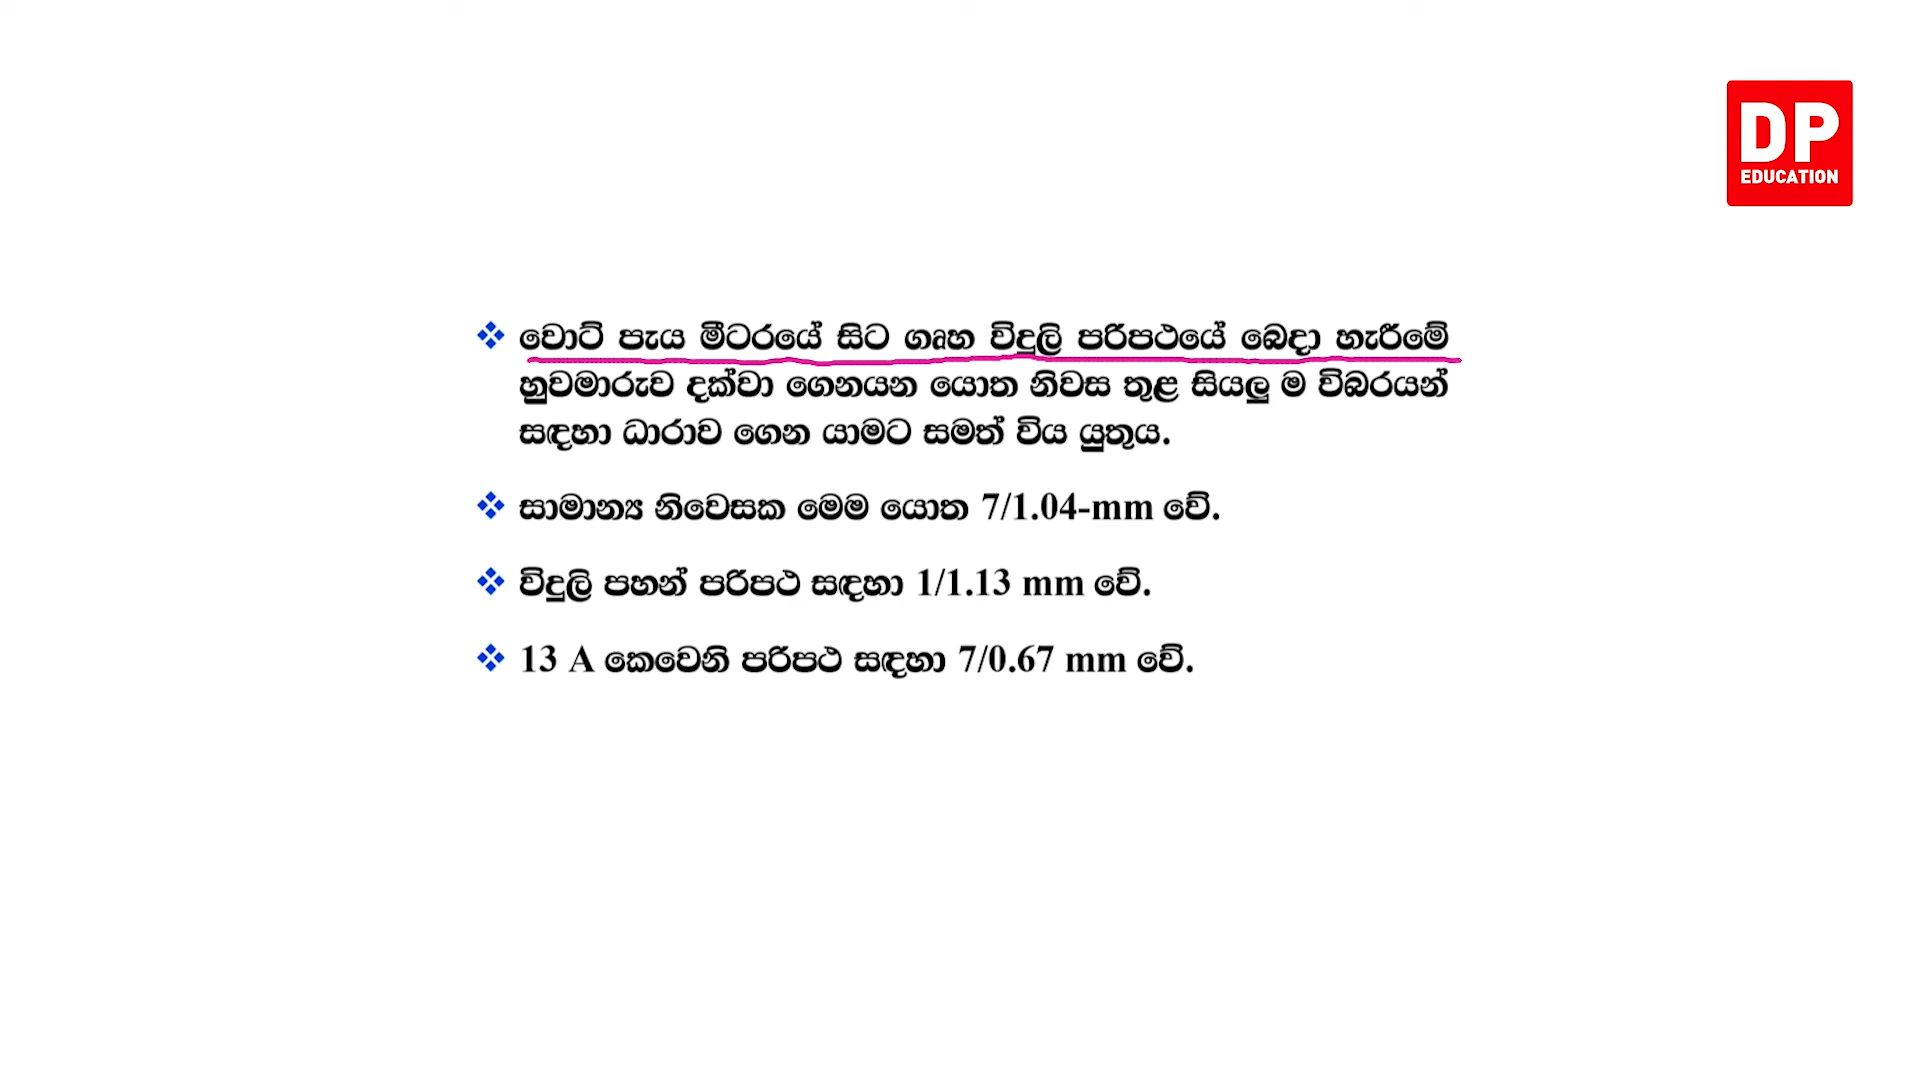 DP
EDUCATION
❖ වොට් පැය මීටරයේ සිට ගෘහ විදුලි පරිපථයේ බෙදා හැරීමේ
හුවමාරුව දක්වා ගෙනයන යොත නිවස තුළ සියලු ම විබරයන්
සඳහා ධාරාව ගෙන යාමට සමත් විය යුතුය.
❖ සාමාන්‍ය නිවෙසක මෙම යොත 7/1.04-mm වේ.
❖ විදුලි පහන් පරිපථ සඳහා 1/1.13 mm වේ.
❖ 13 A කෙවෙනි පරිපථ සඳහා 7/0.67 mm වේ.